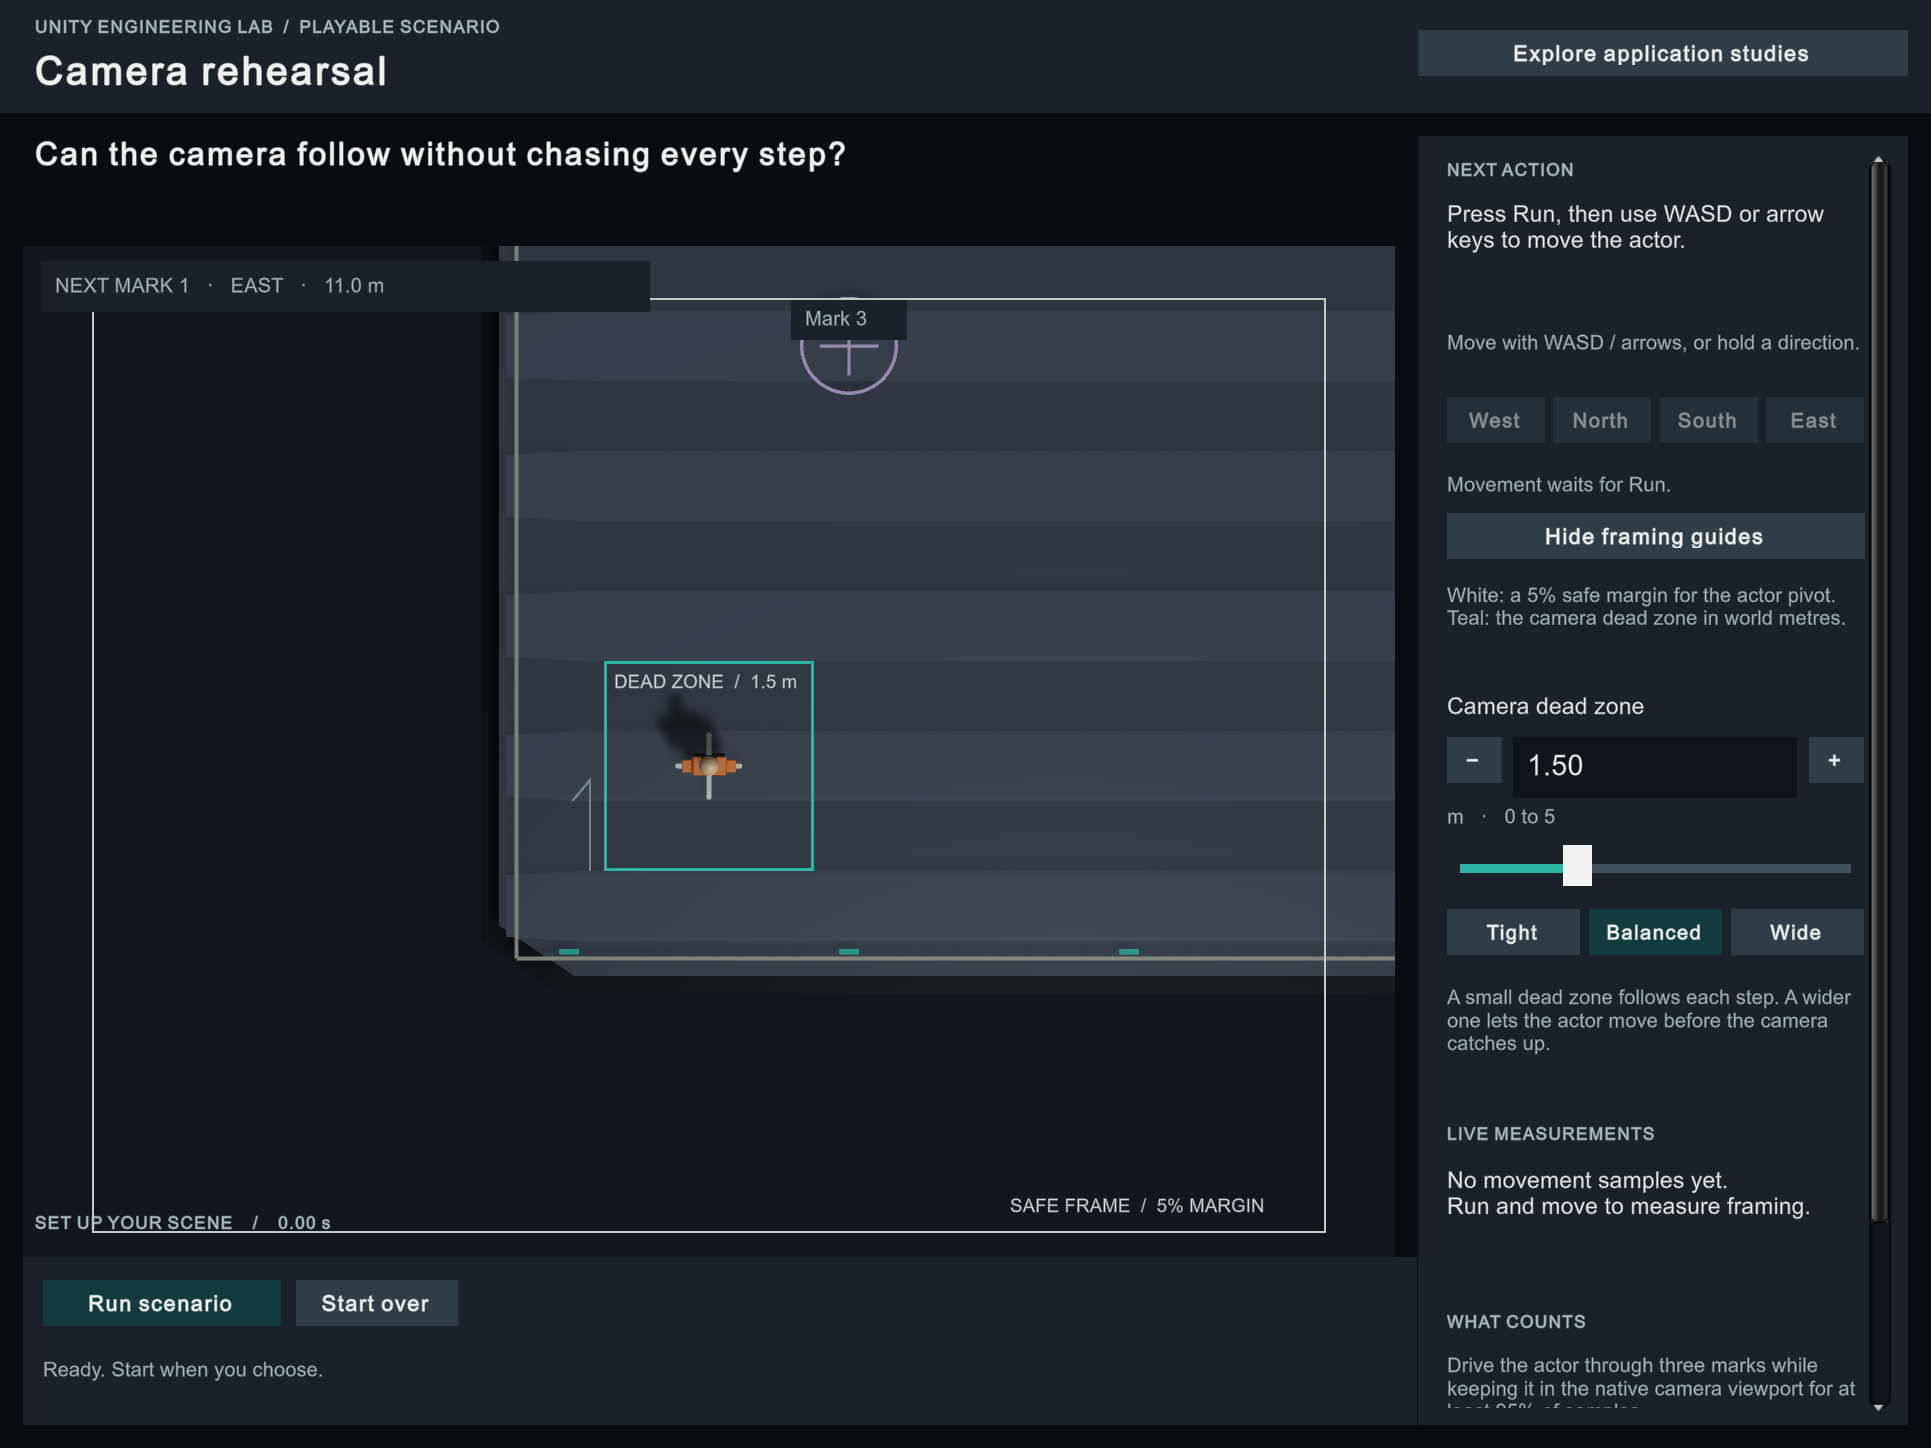 UNITY ENGINEERING LAB / PLAYABLE SCENARIO
Camera rehearsal
Explore application studies
Can the camera follow without chasing every step?
NEXT MARK 1 · EAST · 11.0 m
Mark 3
DEAD ZONE / 1.5 m
1
SAFE FRAME / 5% MARGIN
SET UP YOUR SCENE / 0.00 s
Run scenario
Start over
Ready. Start when you choose.
NEXT ACTION
Press Run, then use WASD or arrow
keys to move the actor.
Move with WASD / arrows, or hold a direction.
West
North
South
East
Movement waits for Run.
Hide framing guides
White: a 5% safe margin for the actor pivot.
Teal: the camera dead zone in world metres.
Camera dead zone
−
1.50
+
m · 0 to 5
Tight
Balanced
Wide
A small dead zone follows each step. A wider
one lets the actor move before the camera
catches up.
LIVE MEASUREMENTS
No movement samples yet.
Run and move to measure framing.
WHAT COUNTS
Drive the actor through three marks while
keeping it in the native camera viewport for at